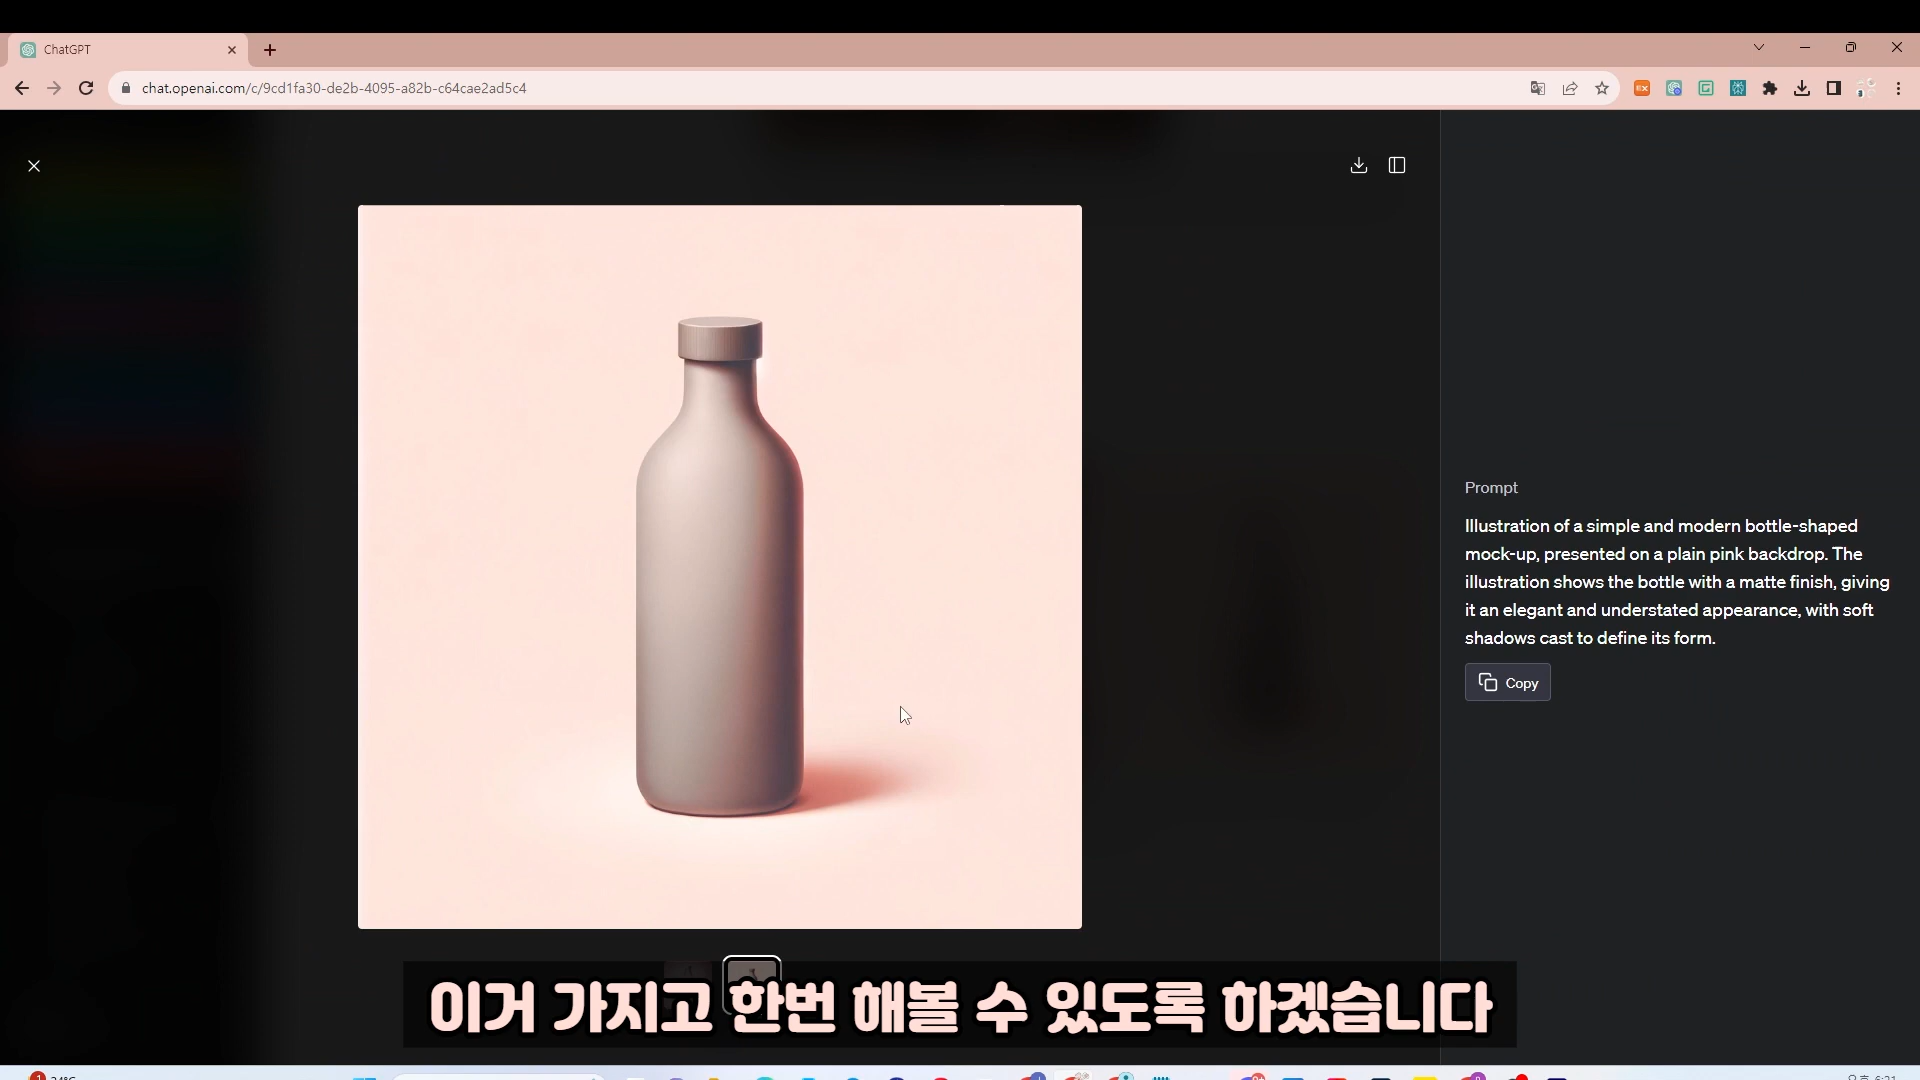 ChatGPT
chat.openai.com/c/9cd1fa30-de2b-4095-a82b-c64cae2ad5c4
Prompt
Illustration of a simple and modern bottle-shaped
mock-up, presented on a plain pink backdrop. The
illustration shows the bottle with a matte finish, giving
it an elegant and understated appearance, with soft
shadows cast to define its form.
Copy
이거 가지고 한번 해볼 수 있도록 하겠습니다